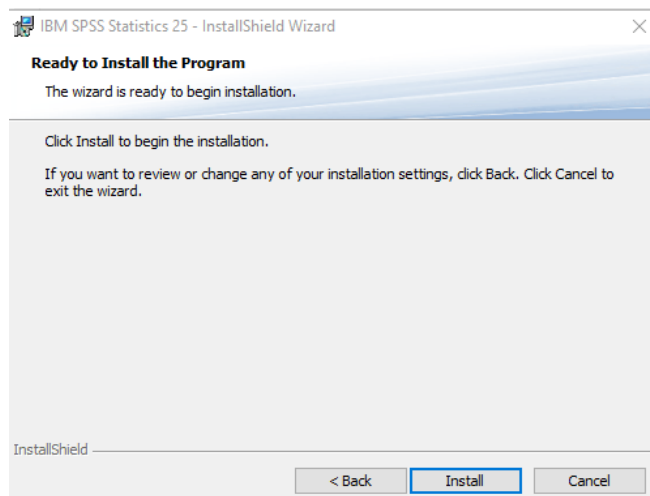 IBM SPSS Statistics 25 - InstallShield Wizard
Ready to Install the Program
The wizard is ready to begin installation.
Click Install to begin the installation.
If you want to review or change any of your installation settings, click Back. Click Cancel to
exit the wizard.
InstallShield
< Back
Install
Cancel